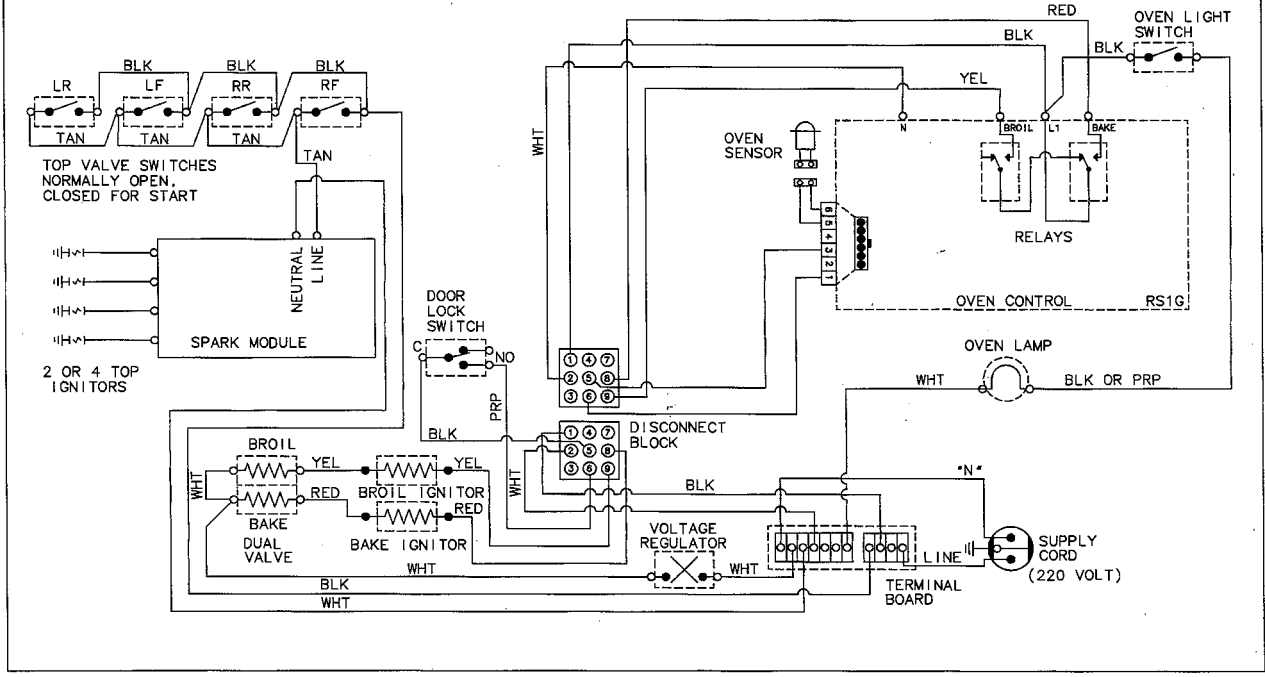 RED
OVEN LIGHT
SWITCH
BLK
BLK
BLK
BLK
BLK
LR
LF
RR
RF
YEL
TAN
TAN
TAN
TAN
WHT
OVEN
SENSOR
N
BROIL
L1
BAKE
TOP VALVE SWITCHES
NORMALLY OPEN,
CLOSED FOR START
6
5
4
3
2
1
RELAYS
NEUTRAL
LINE
SPARK MODULE
OVEN CONTROL
RS1G
DOOR
LOCK
SWITCH
C
NO
PRP
OVEN LAMP
WHT
BLK OR PRP
2 OR 4 TOP
IGNITORS
1 4 7
2 5 8
3 6 9
DISCONNECT
BLOCK
1 4 7
2 5 8
3 6 9
BLK
BROIL
YEL
YEL
WHT
BROIL IGNITOR
RED
RED
BAKE
DUAL
VALVE
BAKE IGNITOR
WHT
BLK
"N"
VOLTAGE
REGULATOR
SUPPLY
CORD
(220 VOLT)
LINE
TERMINAL
BOARD
WHT
WHT
BLK
WHT